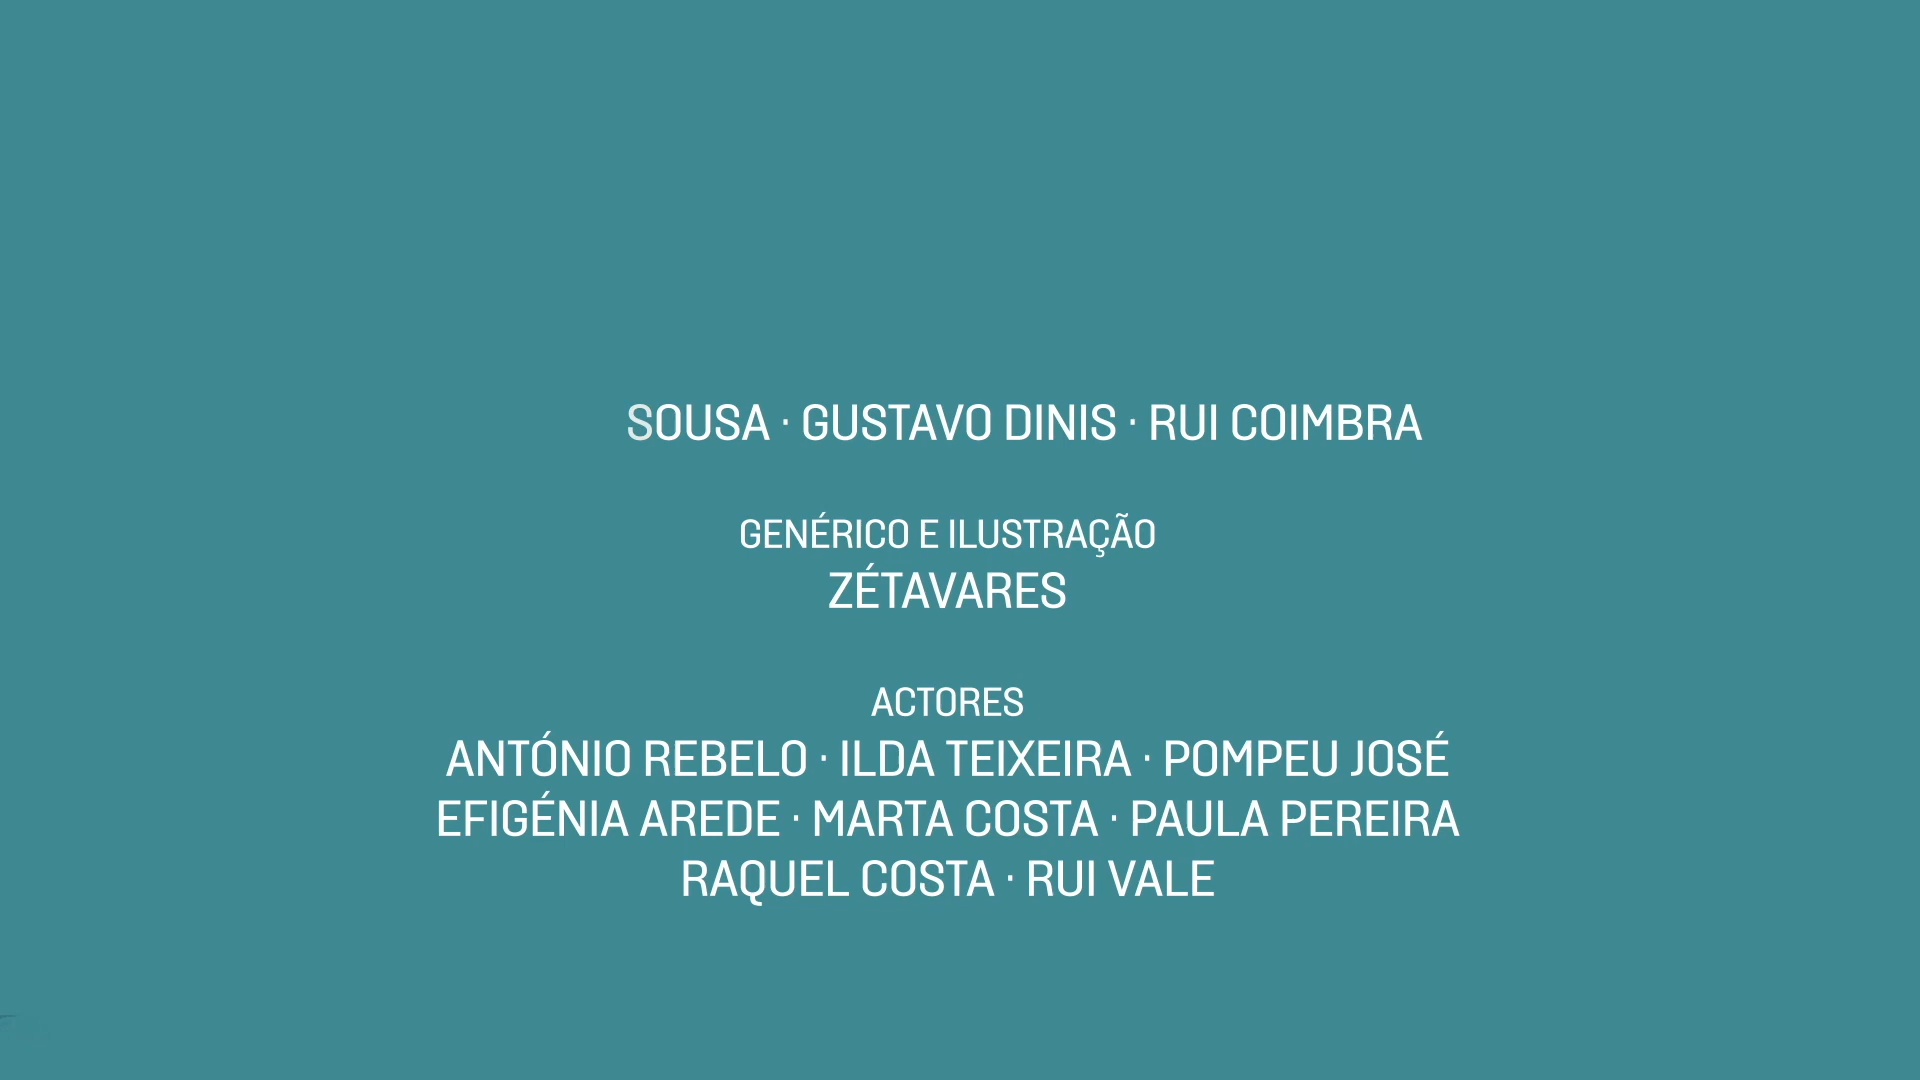 SOUSA · GUSTAVO DINIS · RUI COIMBRA
GENÉRICO E ILUSTRAÇÃO
ZÉTAVARES
ACTORES
ANTÓNIO REBELO · ILDA TEIXEIRA · POMPEU JOSÉ
EFIGÉNIA AREDE · MARTA COSTA · PAULA PEREIRA
RAQUEL COSTA · RUI VALE